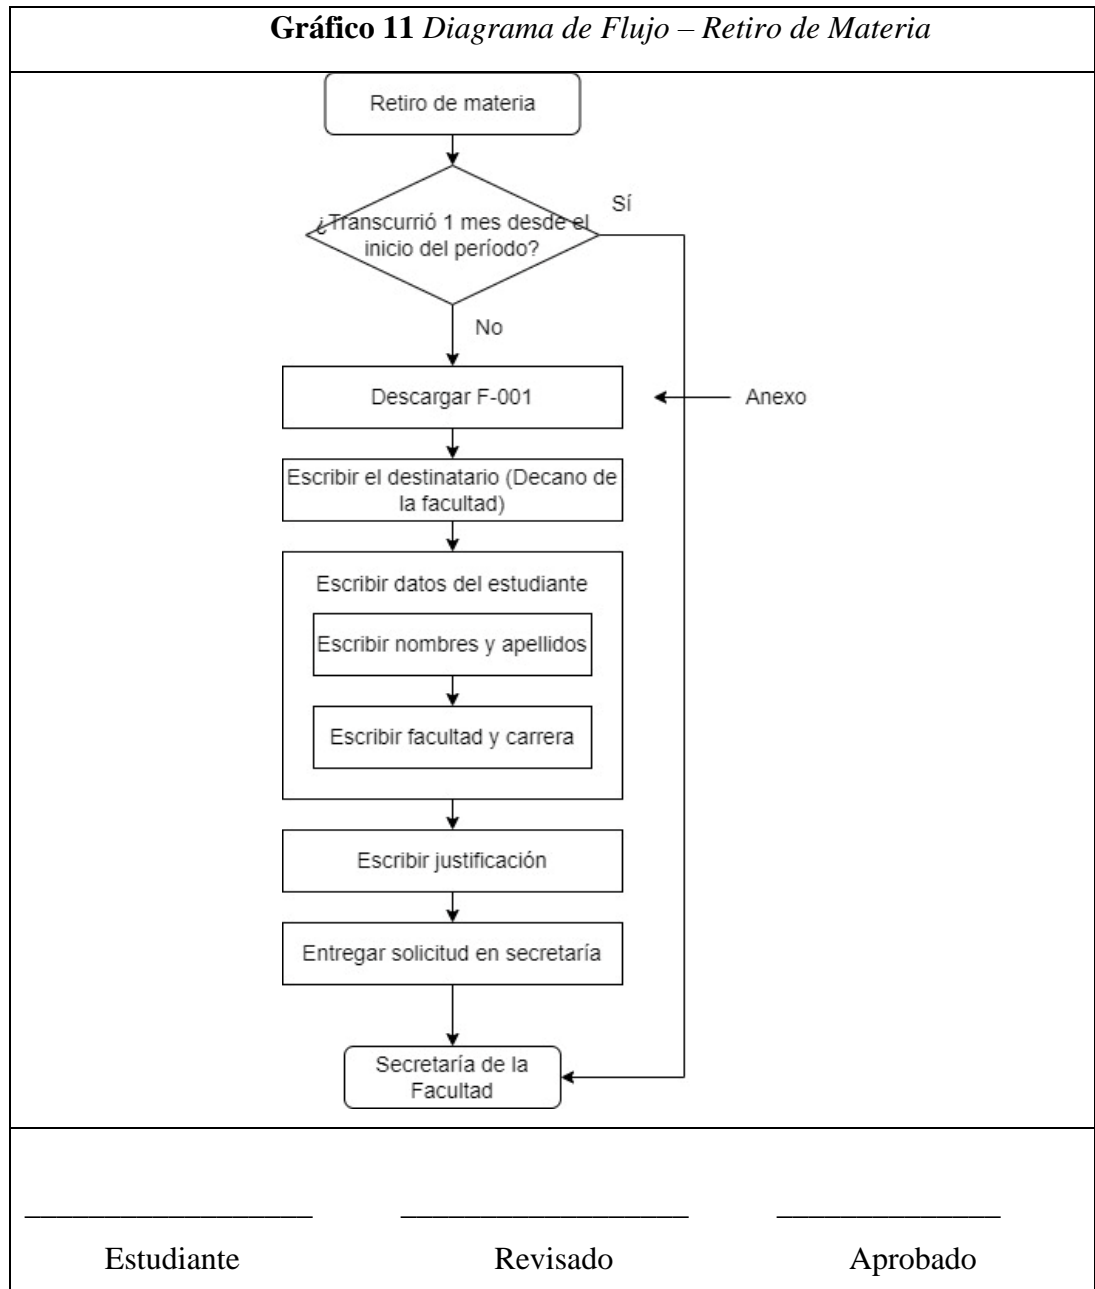 Gráfico 11 Diagrama de Flujo – Retiro de Materia
Retiro de materia
¿Transcurrió 1 mes desde el
inicio del período?
Sí
No
Descargar F-001
Anexo
Escribir el destinatario (Decano de
la facultad)
Escribir datos del estudiante
Escribir nombres y apellidos
Escribir facultad y carrera
Escribir justificación
Entregar solicitud en secretaría
Secretaría de la
Facultad
Estudiante
Revisado
Aprobado